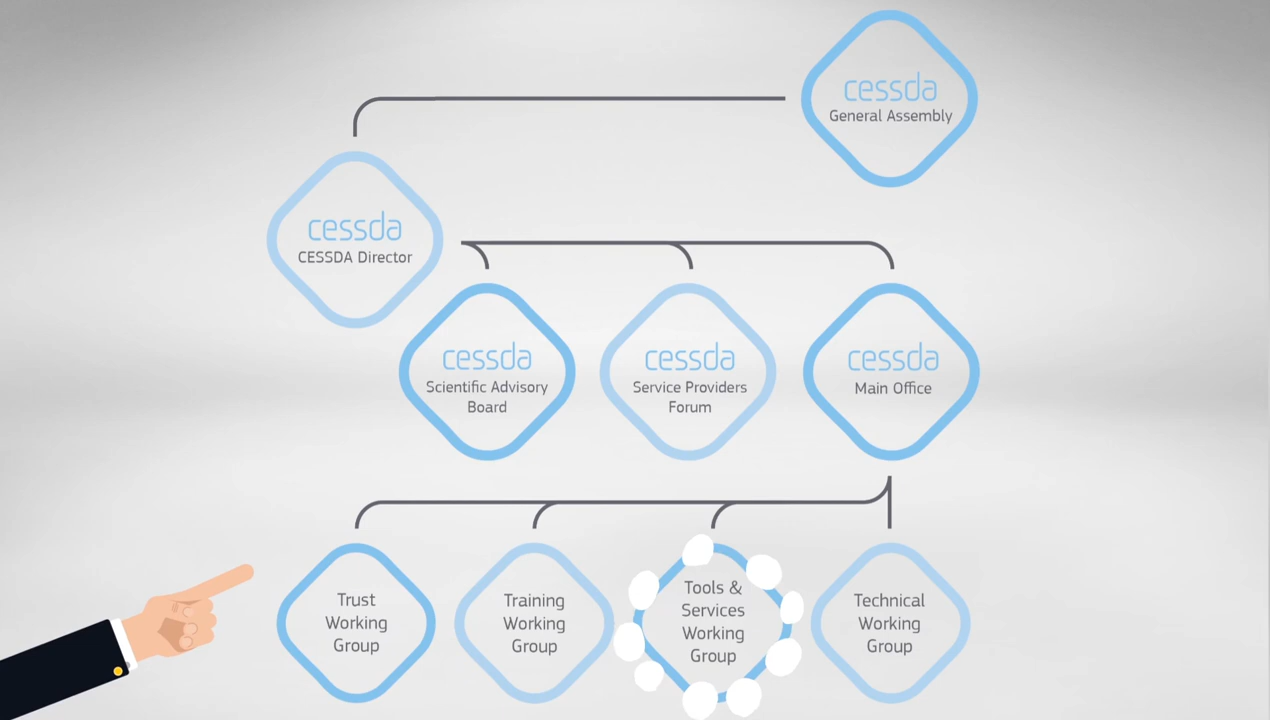 cessda
General Assembly
cessda
CESSDA Director
cessda
Scientific Advisory
Board
cessda
Service Providers
Forum
cessda
Main Office
Trust
Working
Group
Training
Working
Group
Tools &
Services
Working
Group
Technical
Working
Group